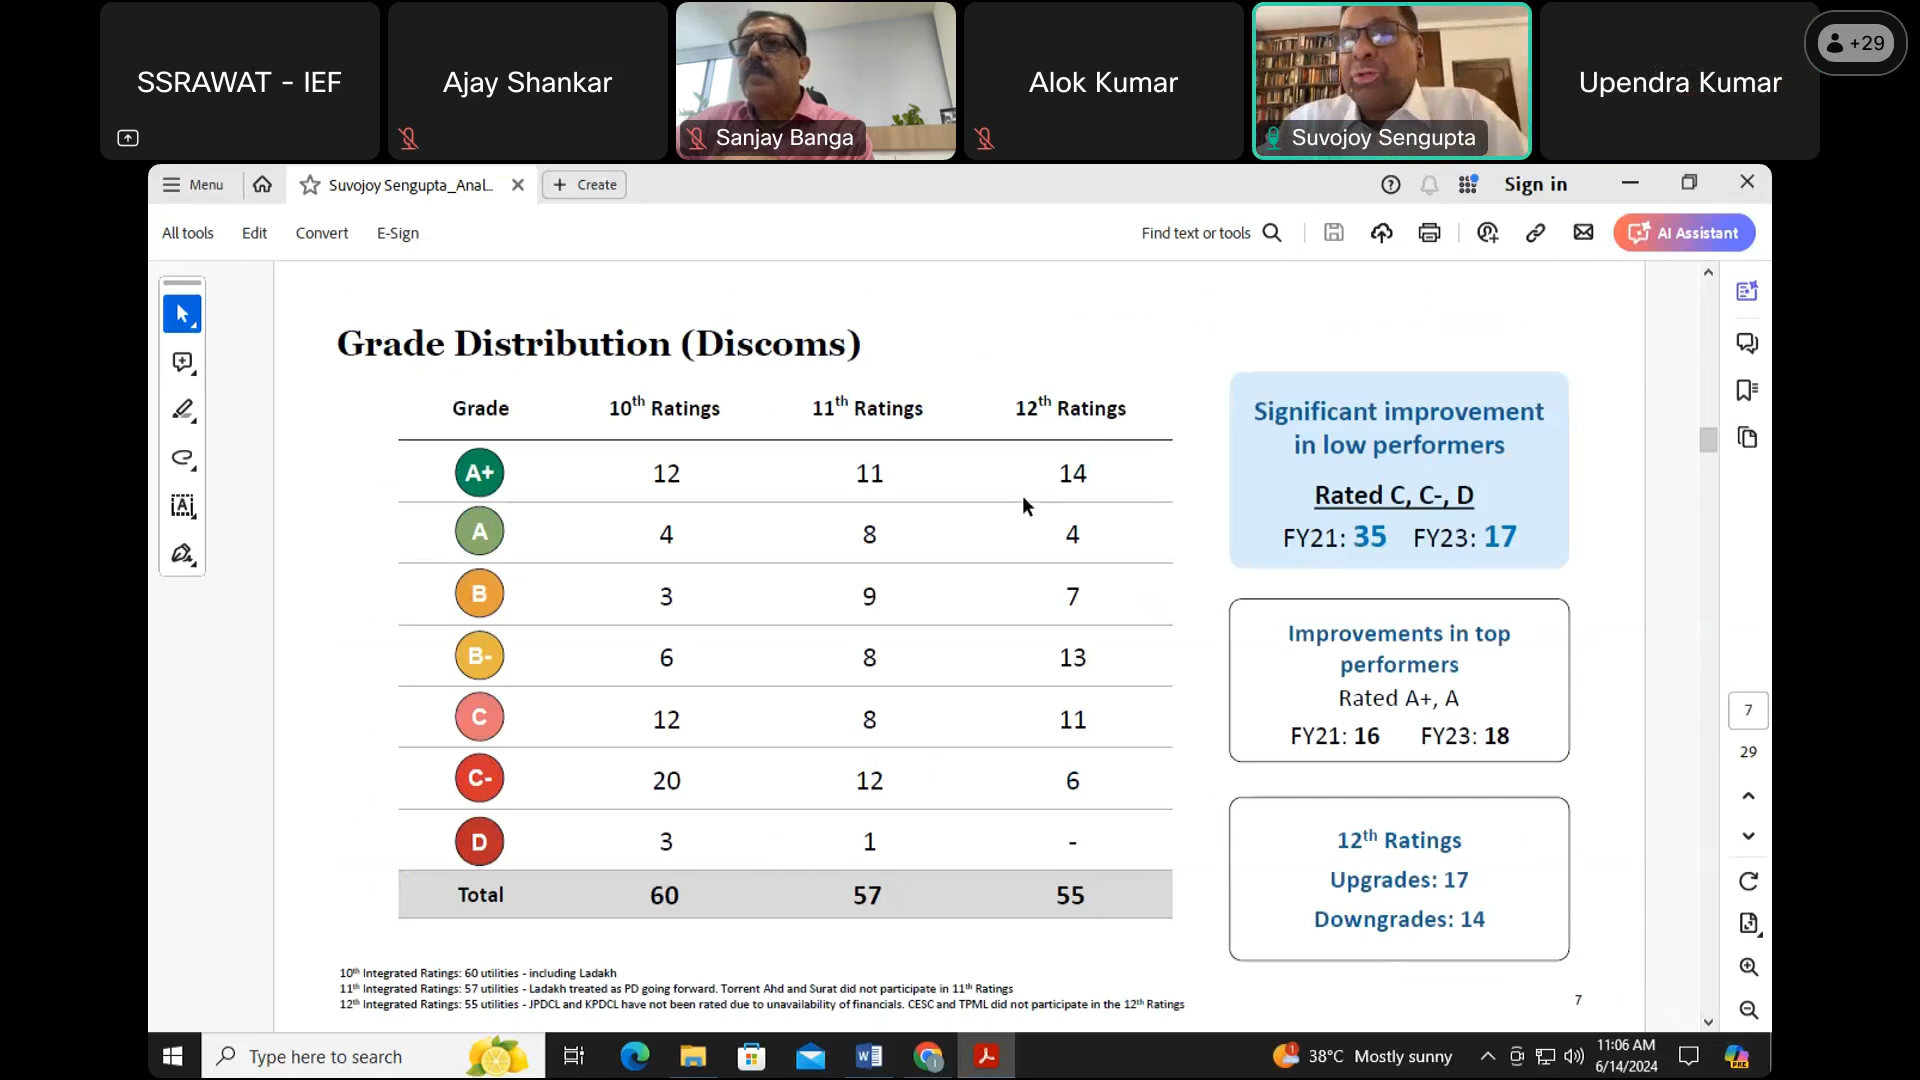 SSRAWAT - IEF
Ajay Shankar
Sanjay Banga
Alok Kumar
Suvojoy Sengupta
Upendra Kumar
+29
Menu
Suvojoy Sengupta_Anal...
Create
Sign in
All tools
Edit
Convert
E-Sign
Find text or tools
AI Assistant
Grade Distribution (Discoms)
Grade 10th Ratings 11th Ratings 12th Ratings
A+ 12 11 14
A 4 8 4
B 3 9 7
B- 6 8 13
C 12 8 11
C- 20 12 6
D 3 1 -
Total 60 57 55
Significant improvement
in low performers
Rated C, C-, D
FY21: 35 FY23: 17
Improvements in top
performers
Rated A+, A
FY21: 16 FY23: 18
12th Ratings
Upgrades: 17
Downgrades: 14
10th Integrated Ratings: 60 utilities - including Ladakh
11th Integrated Ratings: 57 utilities - Ladakh treated as PD going forward. Torrent Ahd and Surat did not participate in 11th Ratings
12th Integrated Ratings: 55 utilities - JPDCL and KPDCL have not been rated due to unavailability of financials. CESC and TPML did not participate in the 12th Ratings
7
7
29
Type here to search
38°C Mostly sunny
11:06 AM
6/14/2024